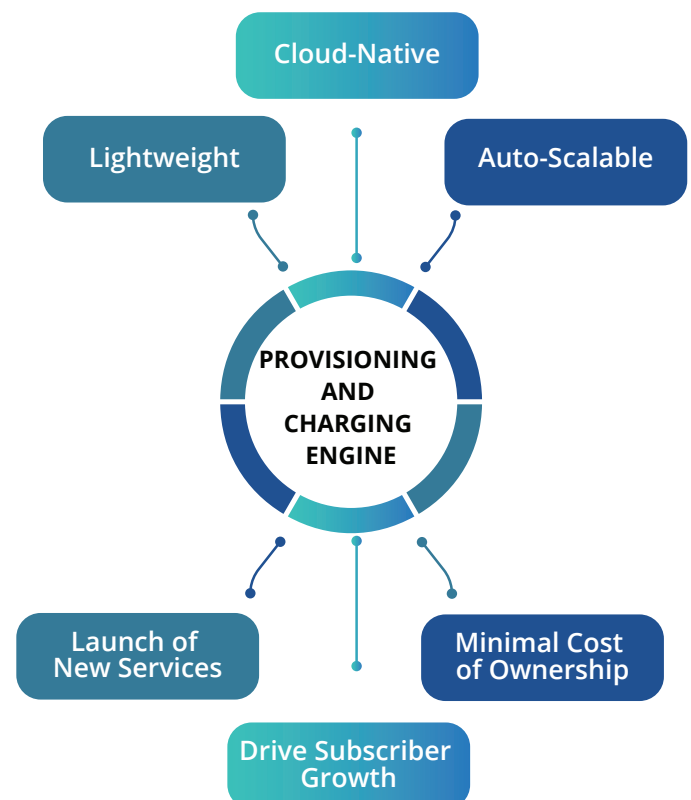 Cloud-Native
Lightweight
Auto-Scalable
PROVISIONING
AND
CHARGING
ENGINE
Launch of
New Services
Minimal Cost
of Ownership
Drive Subscriber
Growth